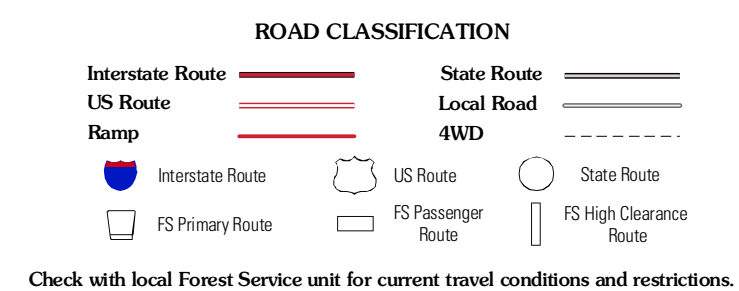 ROAD CLASSIFICATION
Interstate Route
State Route
US Route
Local Road
Ramp
4WD
Interstate Route
US Route
State Route
FS Primary Route
FS Passenger
Route
FS High Clearance
Route
Check with local Forest Service unit for current travel conditions and restrictions.